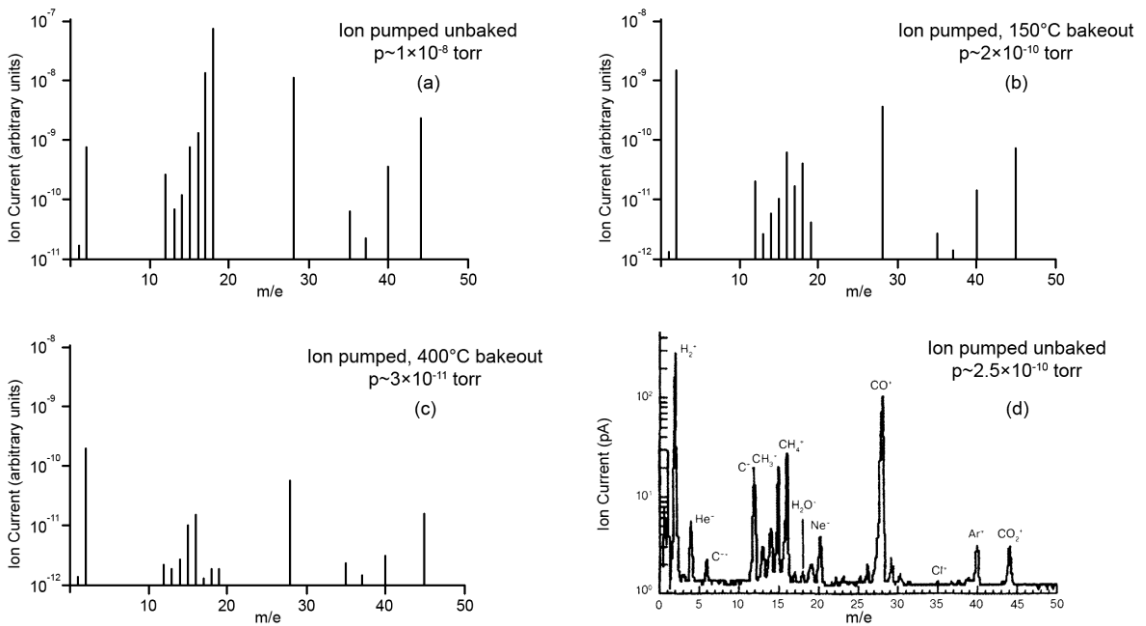 Ion pumped unbaked
p~1×10⁻⁸ torr
(a)
Ion Current (arbitrary units)
10⁻⁷
10⁻⁸
10⁻⁹
10⁻¹⁰
10⁻¹¹
10 20 30 40 50
m/e
Ion pumped, 150°C bakeout
p~2×10⁻¹⁰ torr
(b)
Ion Current (arbitrary units)
10⁻⁸
10⁻⁹
10⁻¹⁰
10⁻¹¹
10⁻¹²
10 20 30 40 50
m/e
Ion pumped, 400°C bakeout
p~3×10⁻¹¹ torr
(c)
Ion Current (arbitrary units)
10⁻⁸
10⁻⁹
10⁻¹⁰
10⁻¹¹
10⁻¹²
10 20 30 40 50
m/e
Ion pumped unbaked
p~2.5×10⁻¹⁰ torr
(d)
Ion Current (pA)
10²
10¹
10⁰
H₂⁺
He⁻
C⁻⁻
C⁻
CH₃⁻
CH₄⁺
H₂O⁻
Ne⁻
CO⁺
Cl⁻
Ar⁺
CO₂⁺
0 5 10 15 20 25 30 35 40 45 50
m/e